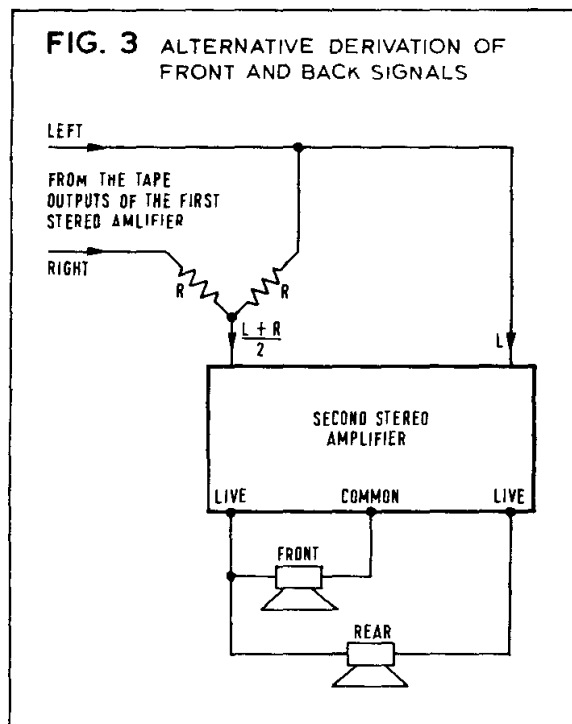 FIG. 3 ALTERNATIVE DERIVATION OF
FRONT AND BACK SIGNALS
LEFT
FROM THE TAPE
OUTPUTS OF THE FIRST
STEREO AMLIFIER
RIGHT
R
R
L + R
2
L
SECOND STEREO
AMPLIFIER
LIVE
COMMON
LIVE
FRONT
REAR